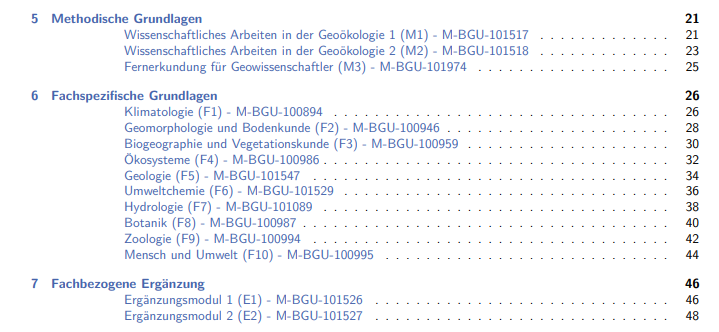 5 Methodische Grundlagen 21
Wissenschaftliches Arbeiten in der Geoökologie 1 (M1) - M-BGU-101517 . . . . . . . . . . . . . 21
Wissenschaftliches Arbeiten in der Geoökologie 2 (M2) - M-BGU-101518 . . . . . . . . . . . . . 23
Fernerkundung für Geowissenschaftler (M3) - M-BGU-101974 . . . . . . . . . . . . . . . . . . . 25
6 Fachspezifische Grundlagen 26
Klimatologie (F1) - M-BGU-100894 . . . . . . . . . . . . . . . . . . . . . . . . . . . . . . . . . 26
Geomorphologie und Bodenkunde (F2) - M-BGU-100946 . . . . . . . . . . . . . . . . . . . . . . 28
Biogeographie und Vegetationskunde (F3) - M-BGU-100959 . . . . . . . . . . . . . . . . . . . . 30
Ökosysteme (F4) - M-BGU-100986 . . . . . . . . . . . . . . . . . . . . . . . . . . . . . . . . . . 32
Geologie (F5) - M-BGU-101547 . . . . . . . . . . . . . . . . . . . . . . . . . . . . . . . . . . . 34
Umweltchemie (F6) - M-BGU-101529 . . . . . . . . . . . . . . . . . . . . . . . . . . . . . . . . 36
Hydrologie (F7) - M-BGU-101089 . . . . . . . . . . . . . . . . . . . . . . . . . . . . . . . . . . 38
Botanik (F8) - M-BGU-100987 . . . . . . . . . . . . . . . . . . . . . . . . . . . . . . . . . . . . 40
Zoologie (F9) - M-BGU-100994 . . . . . . . . . . . . . . . . . . . . . . . . . . . . . . . . . . . 42
Mensch und Umwelt (F10) - M-BGU-100995 . . . . . . . . . . . . . . . . . . . . . . . . . . . . 44
7 Fachbezogene Ergänzung 46
Ergänzungsmodul 1 (E1) - M-BGU-101526 . . . . . . . . . . . . . . . . . . . . . . . . . . . . . 46
Ergänzungsmodul 2 (E2) - M-BGU-101527 . . . . . . . . . . . . . . . . . . . . . . . . . . . . . 48